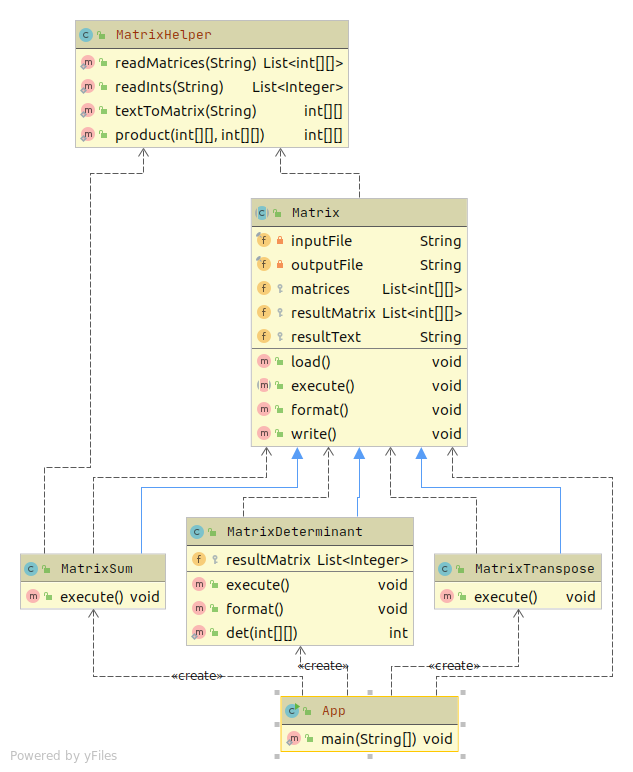 MatrixHelper
readMatrices(String) List<int[][]>
readInts(String) List<Integer>
textToMatrix(String) int[][]
product(int[][], int[][]) int[][]
Matrix
inputFile String
outputFile String
matrices List<int[][]>
resultMatrix List<int[][]>
resultText String
load() void
execute() void
format() void
write() void
MatrixDeterminant
resultMatrix List<Integer>
execute() void
format() void
det(int[][]) int
MatrixSum
execute() void
MatrixTranspose
execute() void
«create»
«create»
«create»
App
main(String[]) void
Powered by yFiles